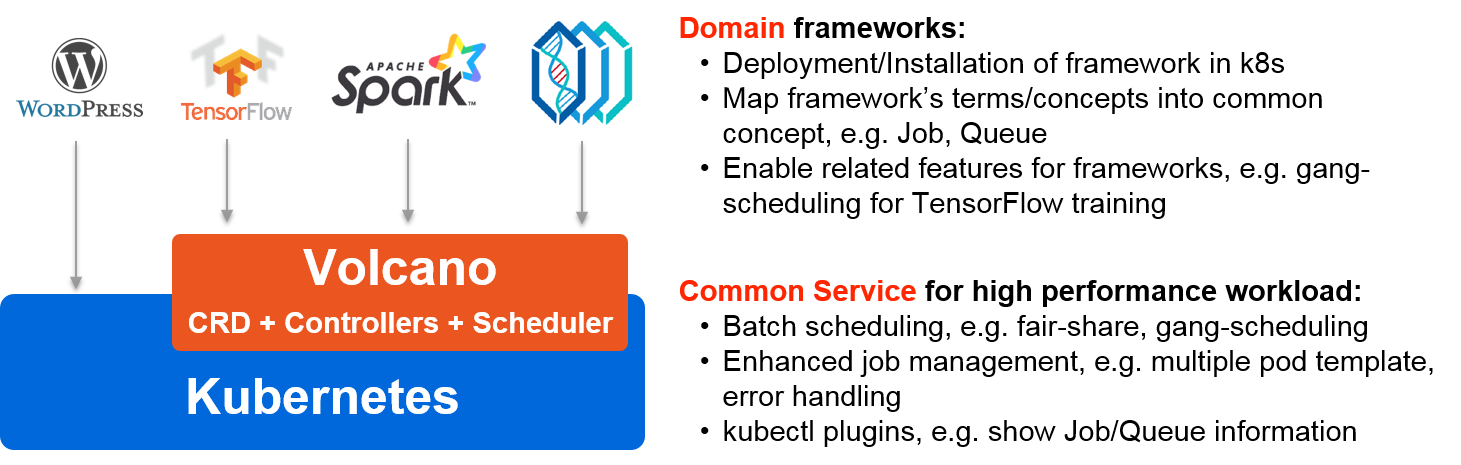 WORDPRESS
TensorFlow
APACHE
Spark™
Volcano
CRD + Controllers + Scheduler
Kubernetes
Domain frameworks:
• Deployment/Installation of framework in k8s
• Map framework’s terms/concepts into common
concept, e.g. Job, Queue
• Enable related features for frameworks, e.g. gang-
scheduling for TensorFlow training
Common Service for high performance workload:
• Batch scheduling, e.g. fair-share, gang-scheduling
• Enhanced job management, e.g. multiple pod template,
error handling
• kubectl plugins, e.g. show Job/Queue information